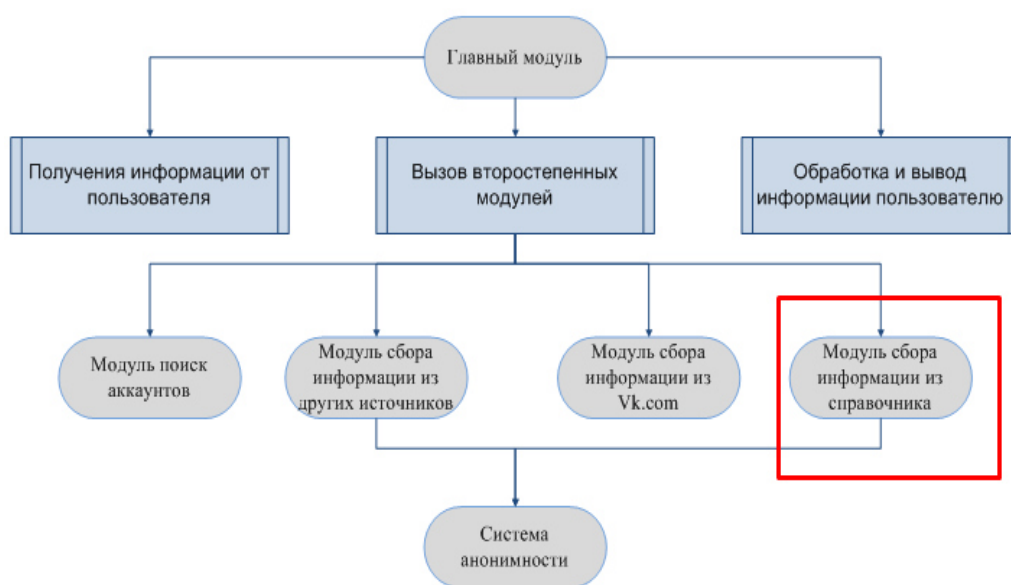 Главный модуль
Получения информации от
пользователя
Вызов второстепенных
модулей
Обработка и вывод
информации пользователю
Модуль поиск
аккаунтов
Модуль сбора
информации из
других источников
Модуль сбора
информации из
Vk.com
Модуль сбора
информации из
справочника
Система
анонимности